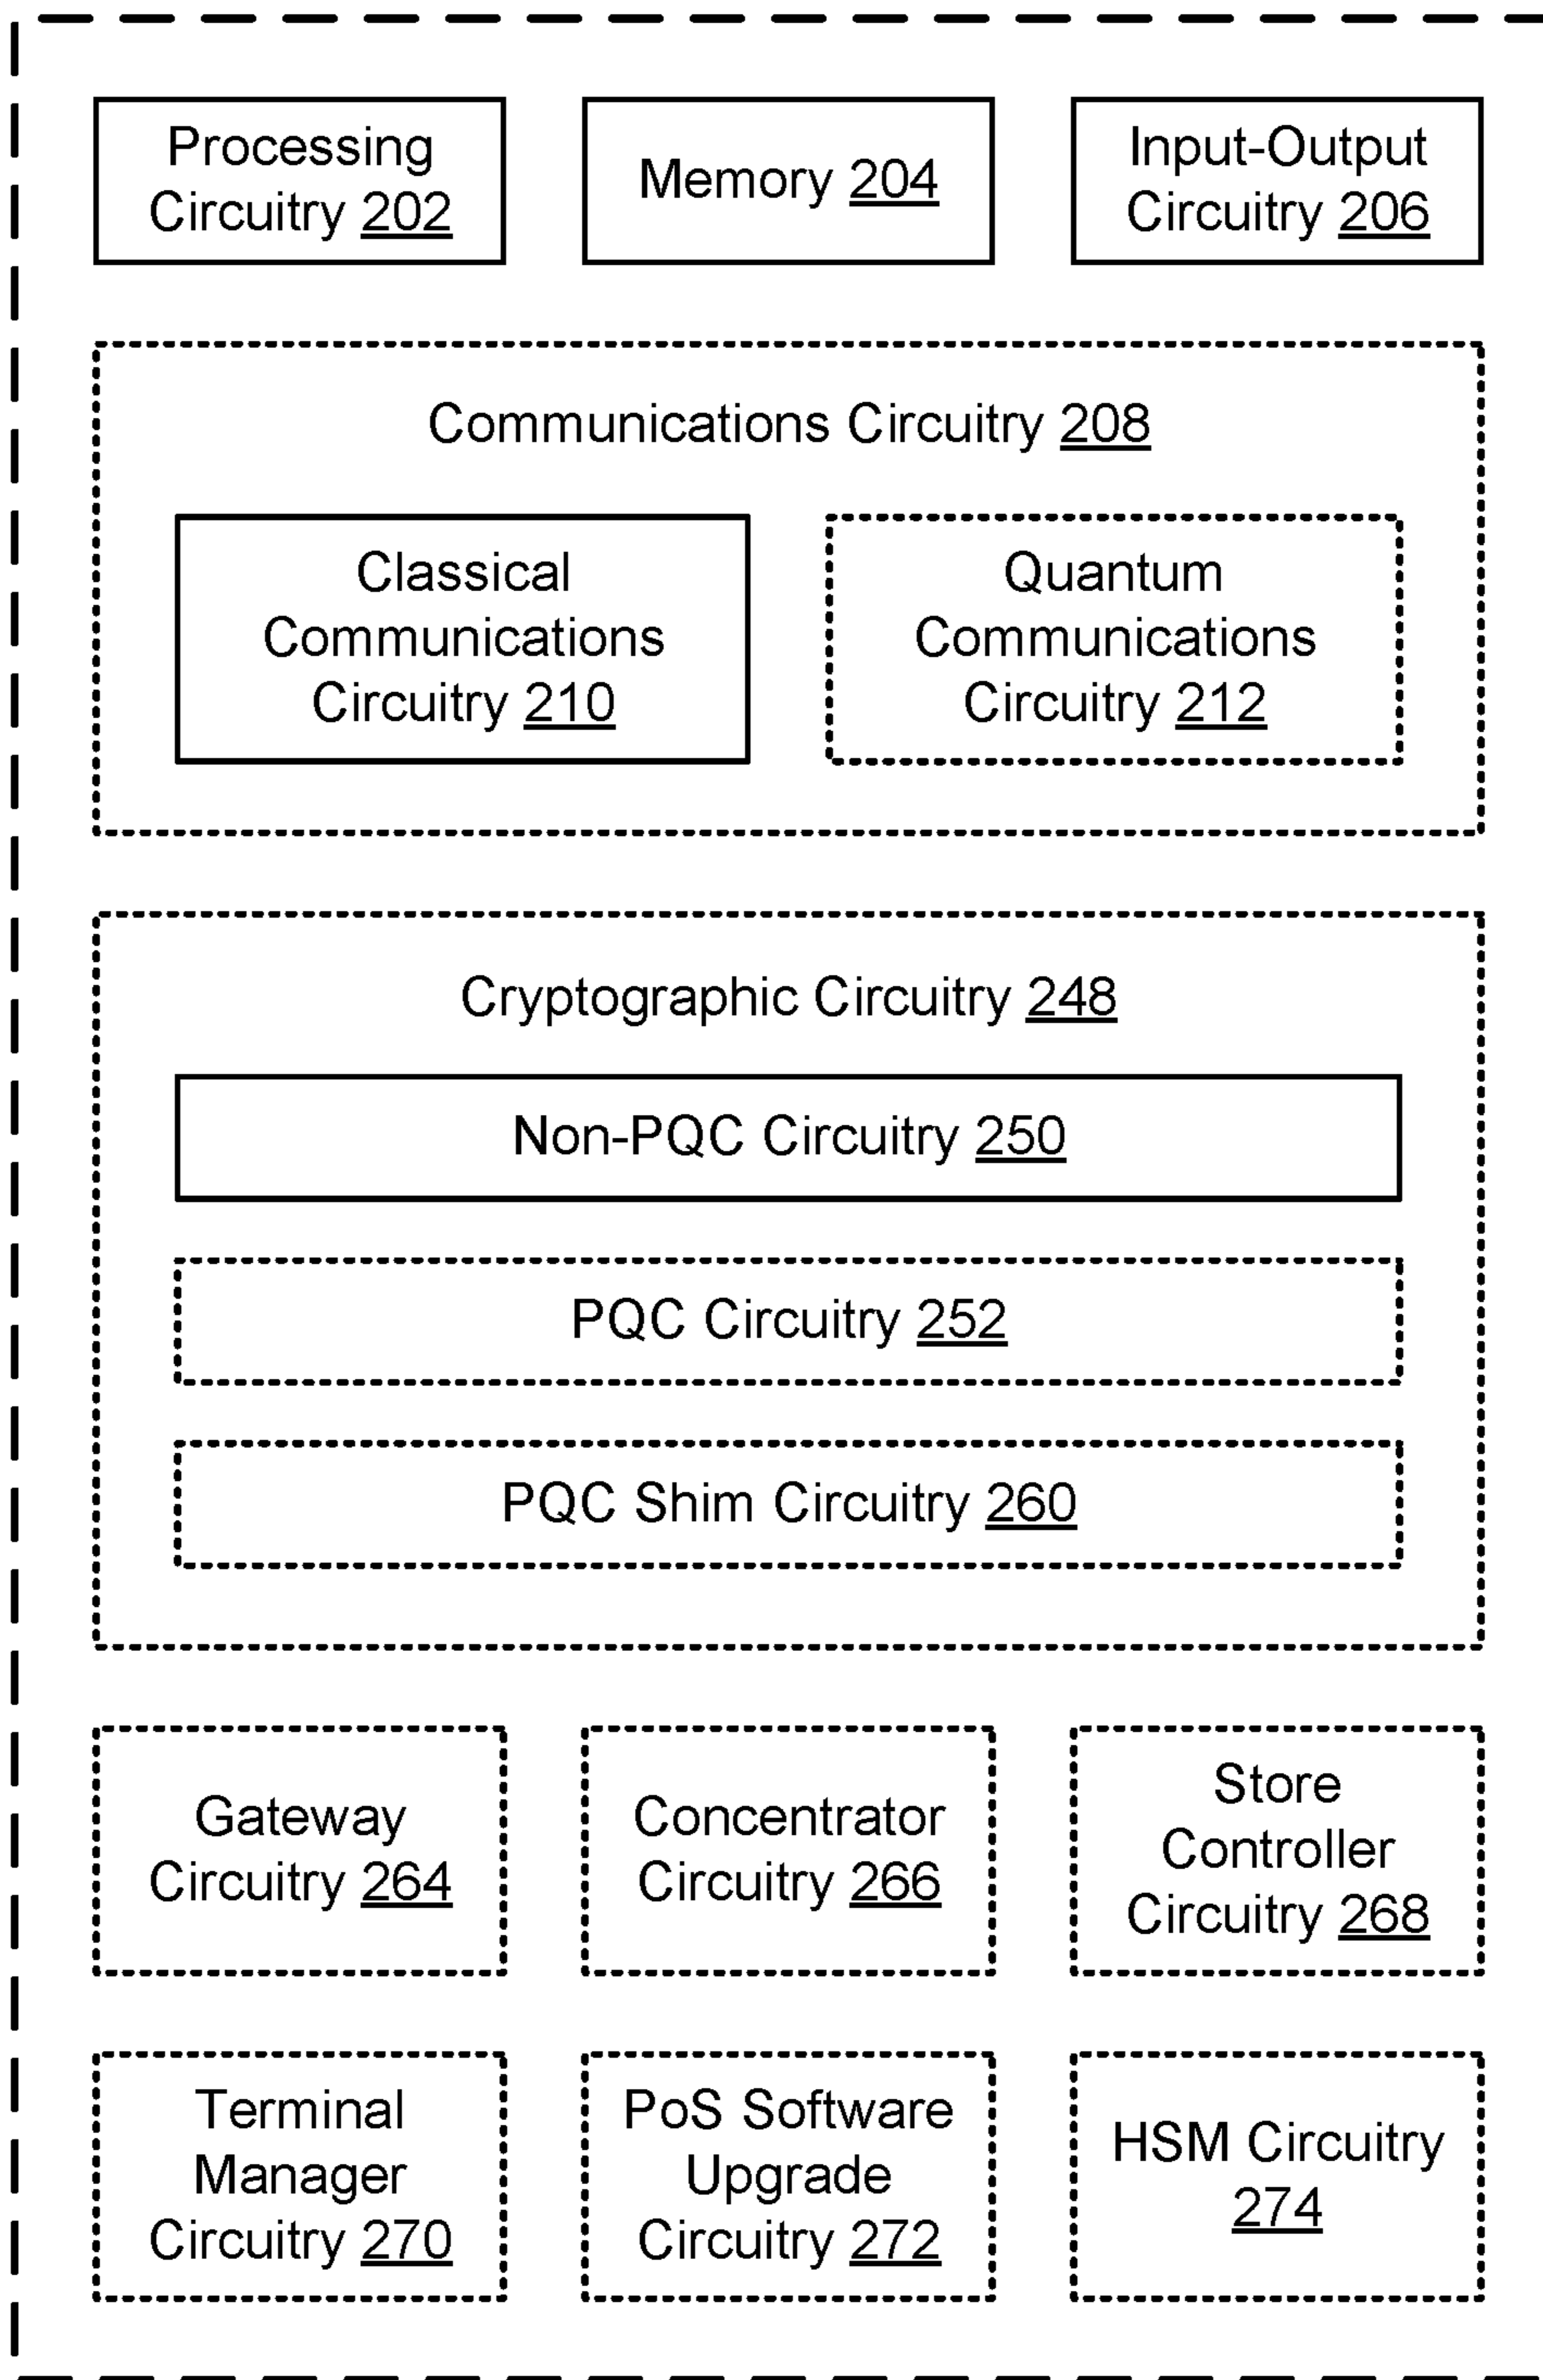 Processing
Circuitry 202
Memory 204
Input-Output
Circuitry 206
Communications Circuitry 208
Classical
Communications
Circuitry 210
Quantum
Communications
Circuitry 212
Cryptographic Circuitry 248
Non-PQC Circuitry 250
PQC Circuitry 252
PQC Shim Circuitry 260
Gateway
Circuitry 264
Concentrator
Circuitry 266
Store
Controller
Circuitry 268
Terminal
Manager
Circuitry 270
PoS Software
Upgrade
Circuitry 272
HSM Circuitry
274